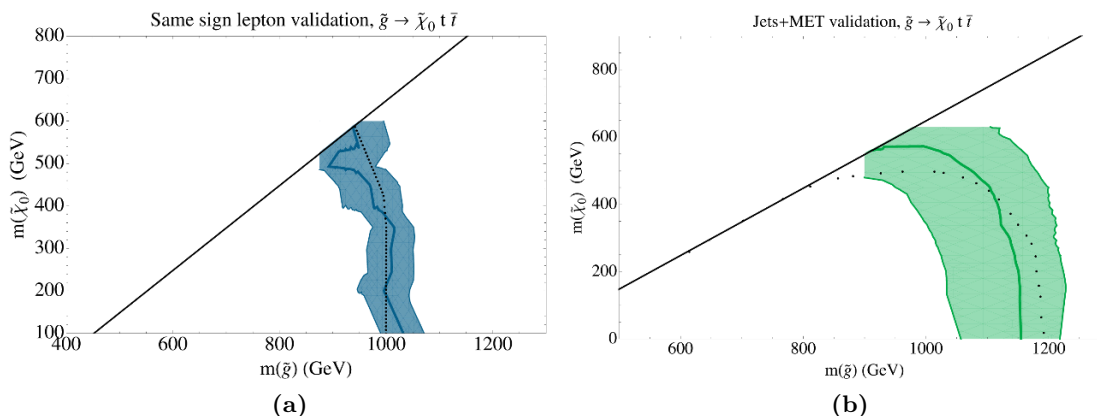 Same sign lepton validation, g̃ → χ̃₀ t t̄
800
700
600
500
400
300
200
100
m(χ̃₀) (GeV)
400 600 800 1000 1200
m(g̃) (GeV)
(a)
Jets+MET validation, g̃ → χ̃₀ t t̄
800
600
400
200
0
m(χ̃₀) (GeV)
600 800 1000 1200
m(g̃) (GeV)
(b)